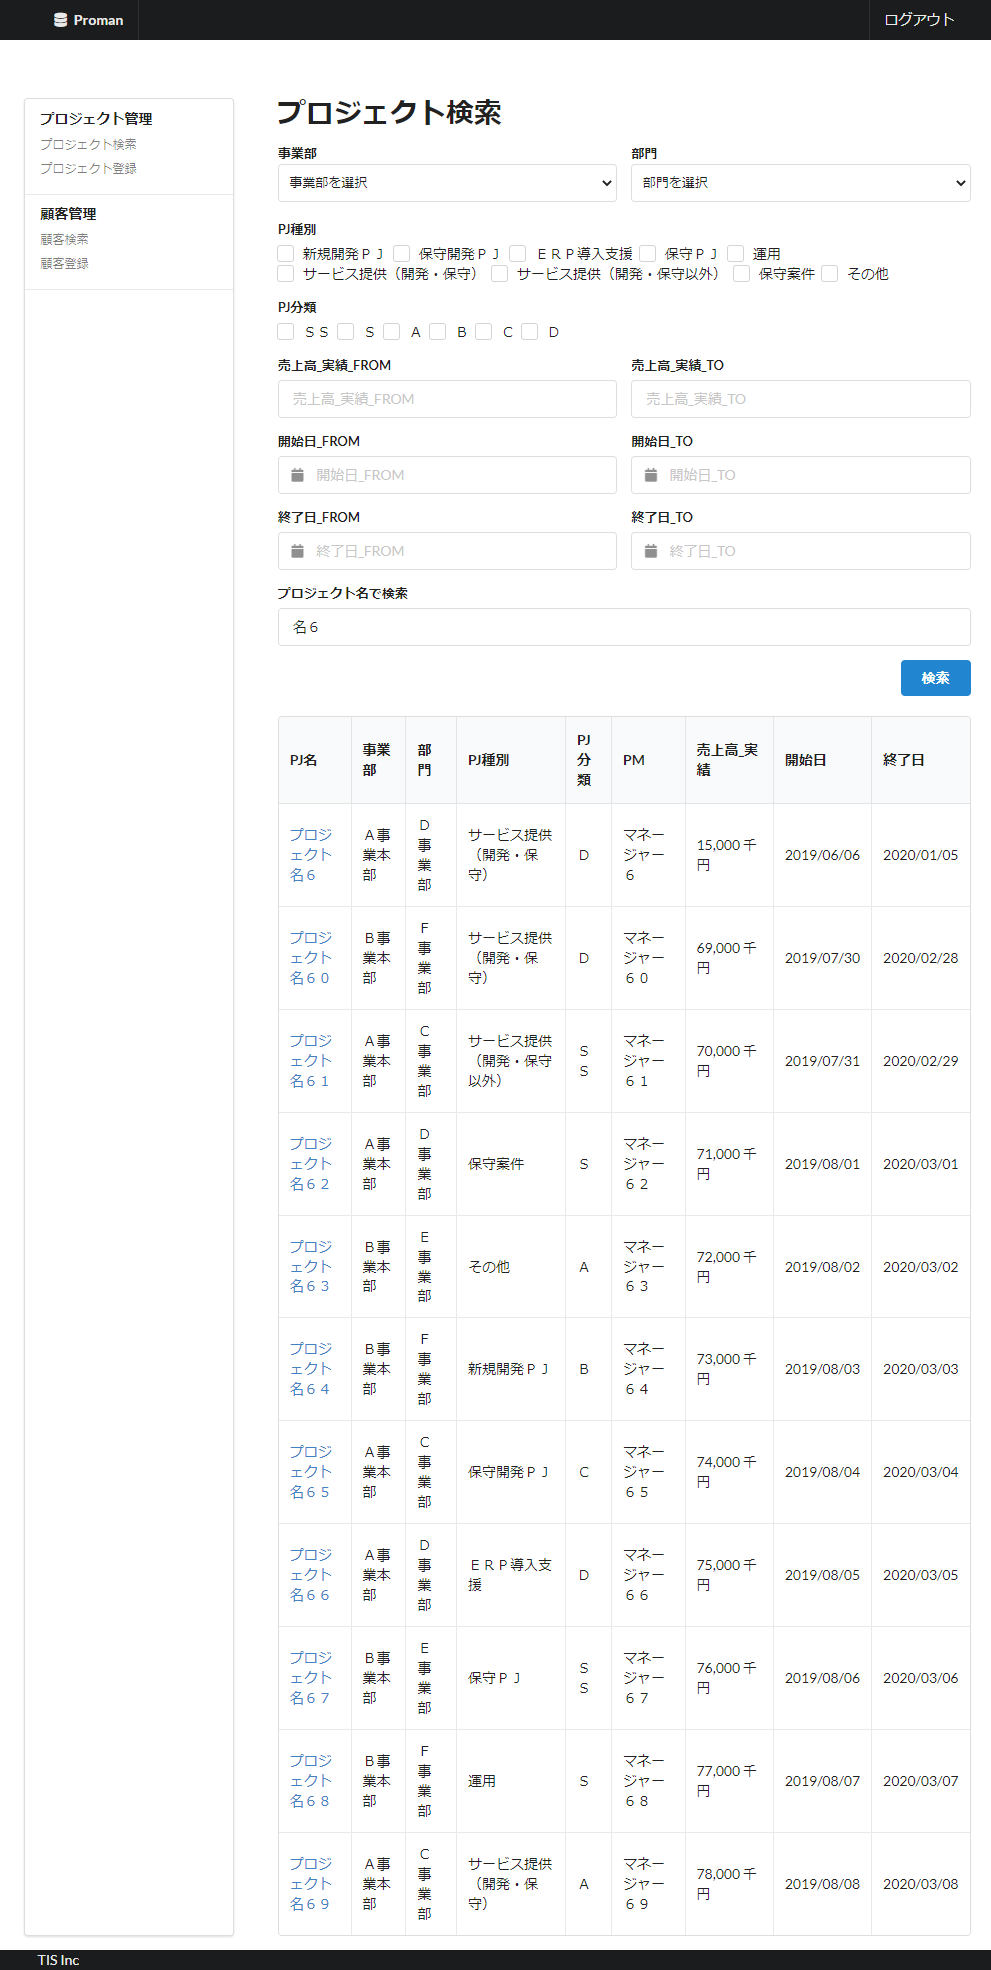 Proman
ログアウト
プロジェクト管理
プロジェクト検索
プロジェクト登録
顧客管理
顧客検索
顧客登録
プロジェクト検索
事業部 部門
事業部を選択 部門を選択
PJ種別
新規開発ＰＪ 保守開発ＰＪ ＥＲＰ導入支援 保守ＰＪ 運用
サービス提供（開発・保守） サービス提供（開発・保守以外） 保守案件 その他
PJ分類
ＳＳ Ｓ Ａ Ｂ Ｃ Ｄ
売上高_実績_FROM 売上高_実績_TO
売上高_実績_FROM 売上高_実績_TO
開始日_FROM 開始日_TO
開始日_FROM 開始日_TO
終了日_FROM 終了日_TO
終了日_FROM 終了日_TO
プロジェクト名で検索
名６
検索
PJ名 事業部 部門 PJ種別 PJ分類 PM 売上高_実績 開始日 終了日
プロジェクト名６ Ａ事業本部 Ｄ事業部 サービス提供（開発・保守） Ｄ マネージャー６ 15,000 千円 2019/06/06 2020/01/05
プロジェクト名６０ Ｂ事業本部 Ｆ事業部 サービス提供（開発・保守） Ｄ マネージャー６０ 69,000 千円 2019/07/30 2020/02/28
プロジェクト名６１ Ａ事業本部 Ｃ事業部 サービス提供（開発・保守以外） ＳＳ マネージャー６１ 70,000 千円 2019/07/31 2020/02/29
プロジェクト名６２ Ａ事業本部 Ｄ事業部 保守案件 Ｓ マネージャー６２ 71,000 千円 2019/08/01 2020/03/01
プロジェクト名６３ Ｂ事業本部 Ｅ事業部 その他 Ａ マネージャー６３ 72,000 千円 2019/08/02 2020/03/02
プロジェクト名６４ Ｂ事業本部 Ｆ事業部 新規開発ＰＪ Ｂ マネージャー６４ 73,000 千円 2019/08/03 2020/03/03
プロジェクト名６５ Ａ事業本部 Ｃ事業部 保守開発ＰＪ Ｃ マネージャー６５ 74,000 千円 2019/08/04 2020/03/04
プロジェクト名６６ Ａ事業本部 Ｄ事業部 ＥＲＰ導入支援 Ｄ マネージャー６６ 75,000 千円 2019/08/05 2020/03/05
プロジェクト名６７ Ｂ事業本部 Ｅ事業部 保守ＰＪ ＳＳ マネージャー６７ 76,000 千円 2019/08/06 2020/03/06
プロジェクト名６８ Ｂ事業本部 Ｆ事業部 運用 Ｓ マネージャー６８ 77,000 千円 2019/08/07 2020/03/07
プロジェクト名６９ Ａ事業本部 Ｃ事業部 サービス提供（開発・保守） Ａ マネージャー６９ 78,000 千円 2019/08/08 2020/03/08
TIS Inc